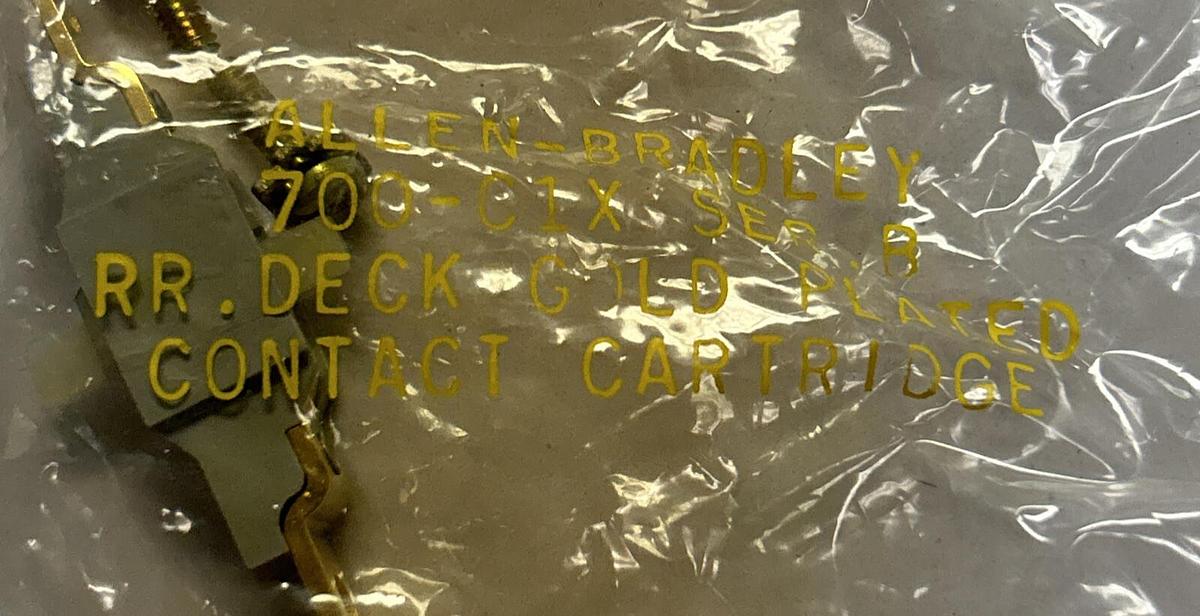 ALLEN-BRADLEY
700-C1X SER B
RR.DECK GOLD PLATED
CONTACT CARTRIDGE